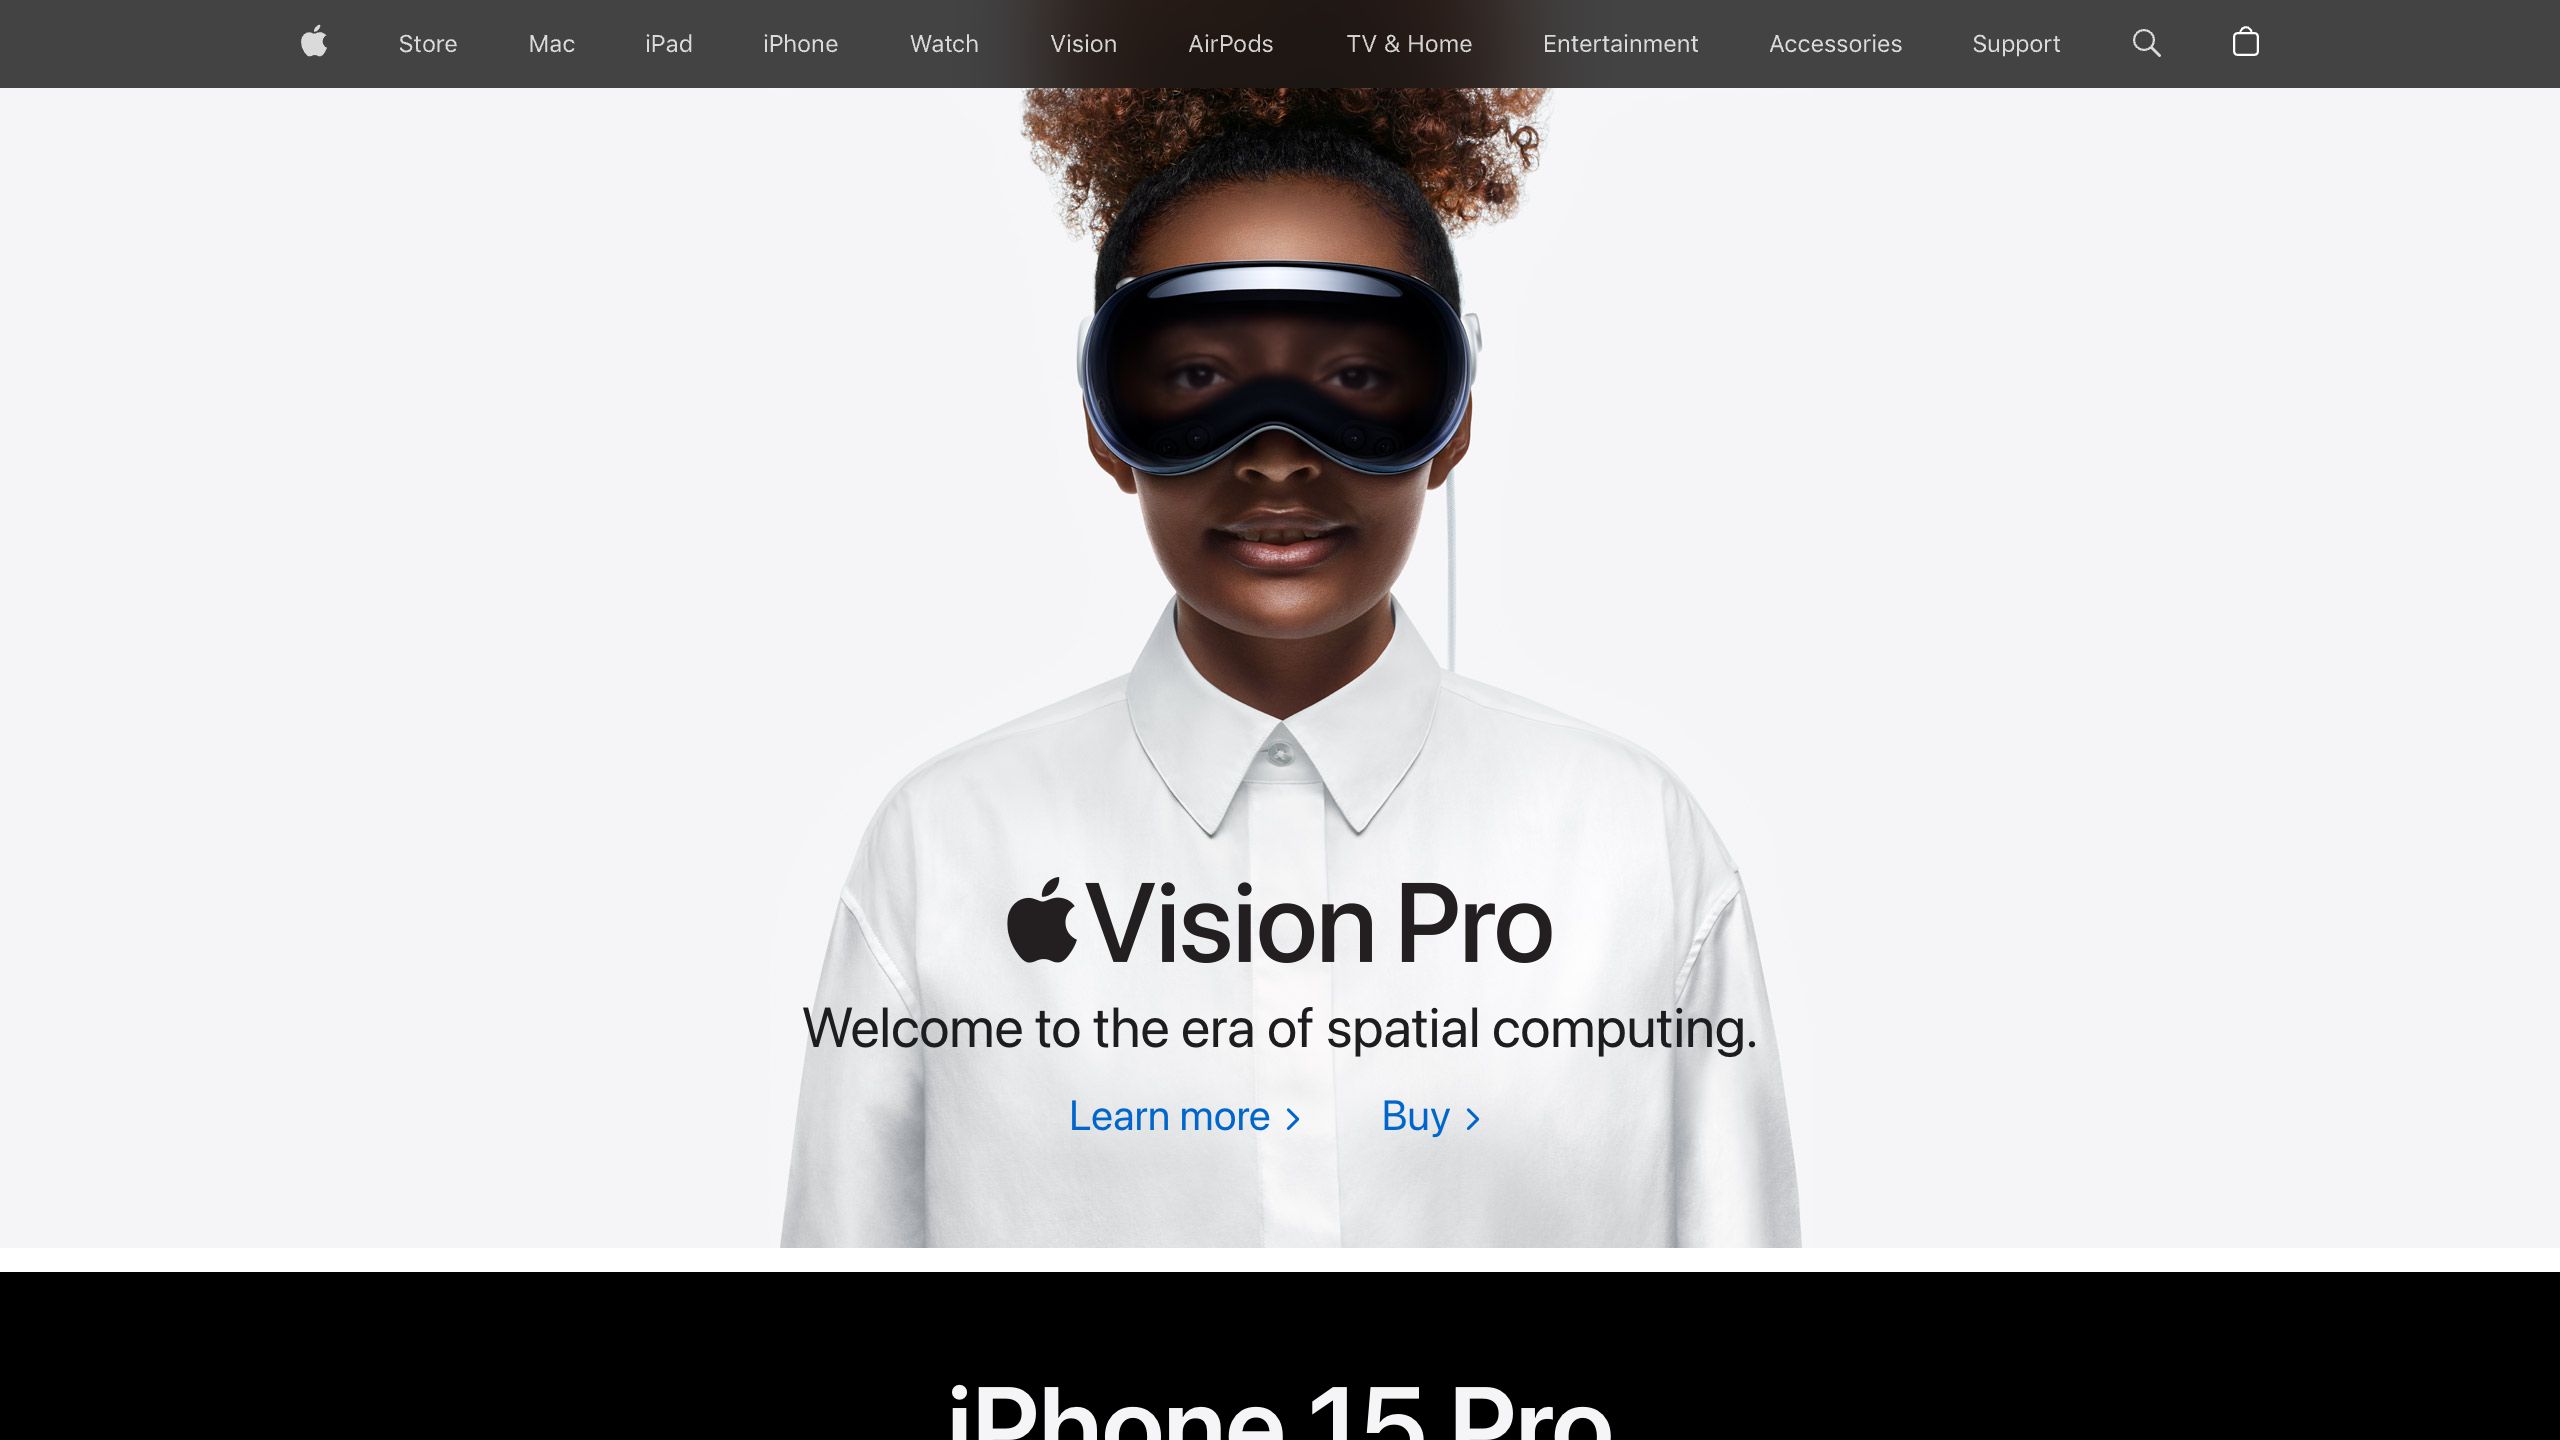 Store Mac iPad iPhone Watch Vision AirPods TV & Home Entertainment Accessories Support
Vision Pro
Welcome to the era of spatial computing.
Learn more > Buy >
iPhone 15 Pro